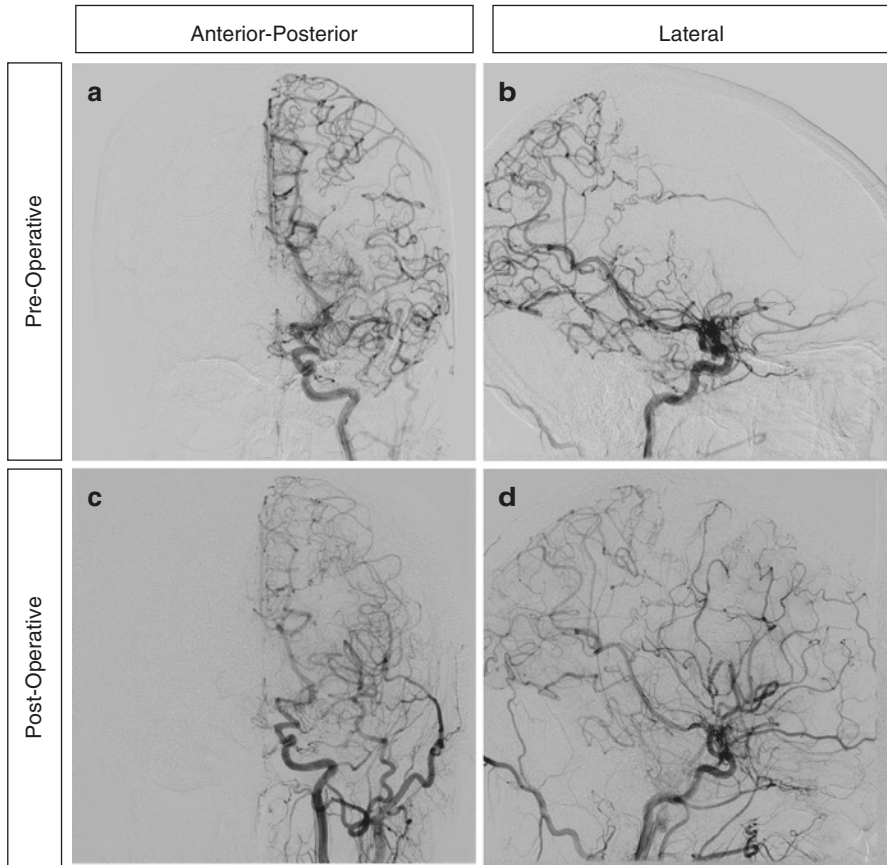 Anterior-Posterior
Lateral
Pre-Operative
a
b
Post-Operative
c
d